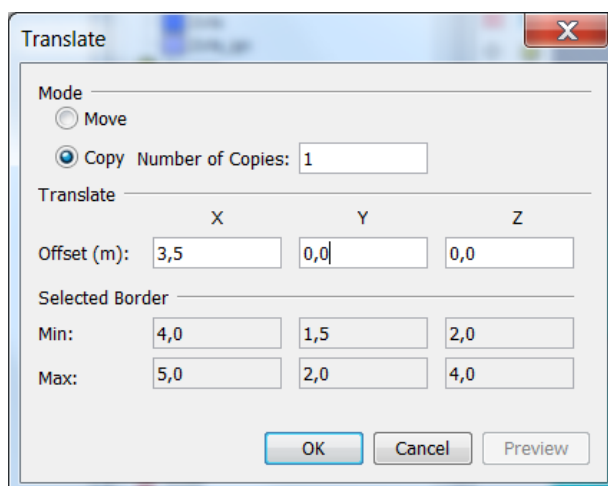 Translate
Mode
Move
Copy Number of Copies: 1
Translate
X Y Z
Offset (m): 3,5 0,0 0,0
Selected Border
Min: 4,0 1,5 2,0
Max: 5,0 2,0 4,0
OK Cancel Preview